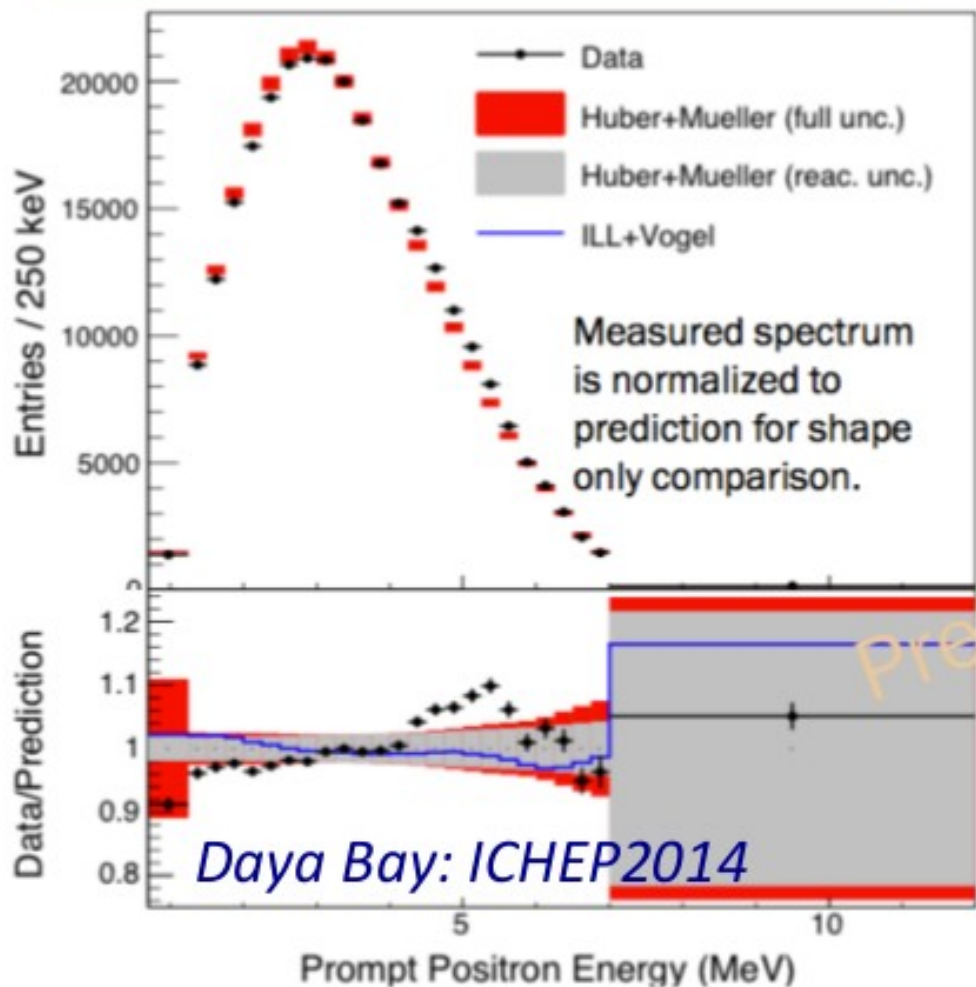 Entries / 250 keV
20000
15000
10000
5000
0
Data
Huber+Mueller (full unc.)
Huber+Mueller (reac. unc.)
ILL+Vogel
Measured spectrum
is normalized to
prediction for shape
only comparison.
Data/Prediction
1.2
1.1
1
0.9
0.8
Pre
Daya Bay: ICHEP2014
5
10
Prompt Positron Energy (MeV)